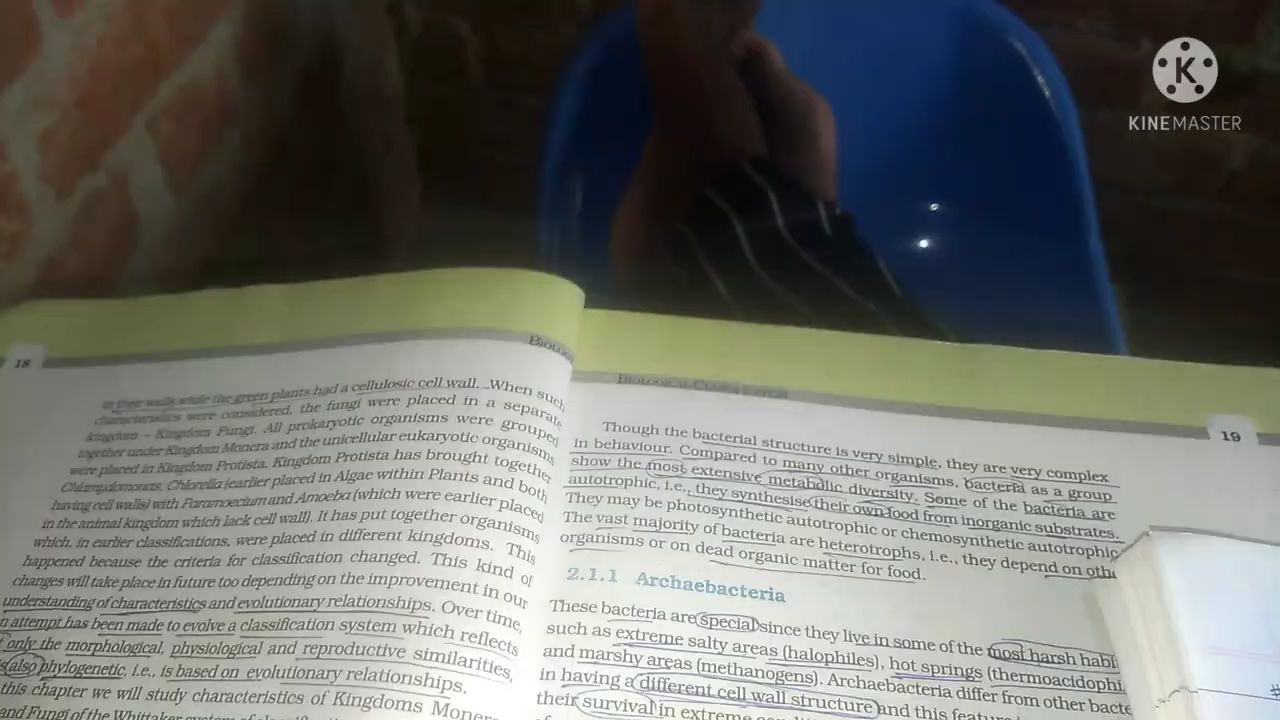 K
KINEMASTER
18
in their walls while the green plants had a cellulosic cell wall. When such
characteristics were considered, the fungi were placed in a separate
kingdom – Kingdom Fungi. All prokaryotic organisms were grouped
together under Kingdom Monera and the unicellular eukaryotic organisms
were placed in Kingdom Protista. Kingdom Protista has brought together
Chlamydomonas, Chlorella (earlier placed in Algae within Plants and both
having cell walls) with Paramoecium and Amoeba (which were earlier placed
in the animal kingdom which lack cell wall). It has put together organisms
which, in earlier classifications, were placed in different kingdoms. This
happened because the criteria for classification changed. This kind of
changes will take place in future too depending on the improvement in our
understanding of characteristics and evolutionary relationships. Over time,
attempt has been made to evolve a classification system which reflects
only the morphological, physiological and reproductive similarities,
also phylogenetic, i.e., is based on evolutionary relationships.
this chapter we will study characteristics of Kingdoms
and Fungi of the Whittaker system of
BIOLOGICAL CLASSIFICATION
19
Though the bacterial structure is very simple, they are very complex
in behaviour. Compared to many other organisms, bacteria as a group
show the most extensive metabolic diversity. Some of the bacteria are
autotrophic, i.e., they synthesise their own food from inorganic substrates.
They may be photosynthetic autotrophic or chemosynthetic autotrophic
The vast majority of bacteria are heterotrophs, i.e., they depend on
organisms or on dead organic matter for food.
2.1.1 Archaebacteria
These bacteria are special since they live in some of the most harsh
such as extreme salty areas (halophiles), hot springs
and marshy areas (methanogens). Archaebacteria differ from other
in having a different cell wall structure and this
their survival in extreme